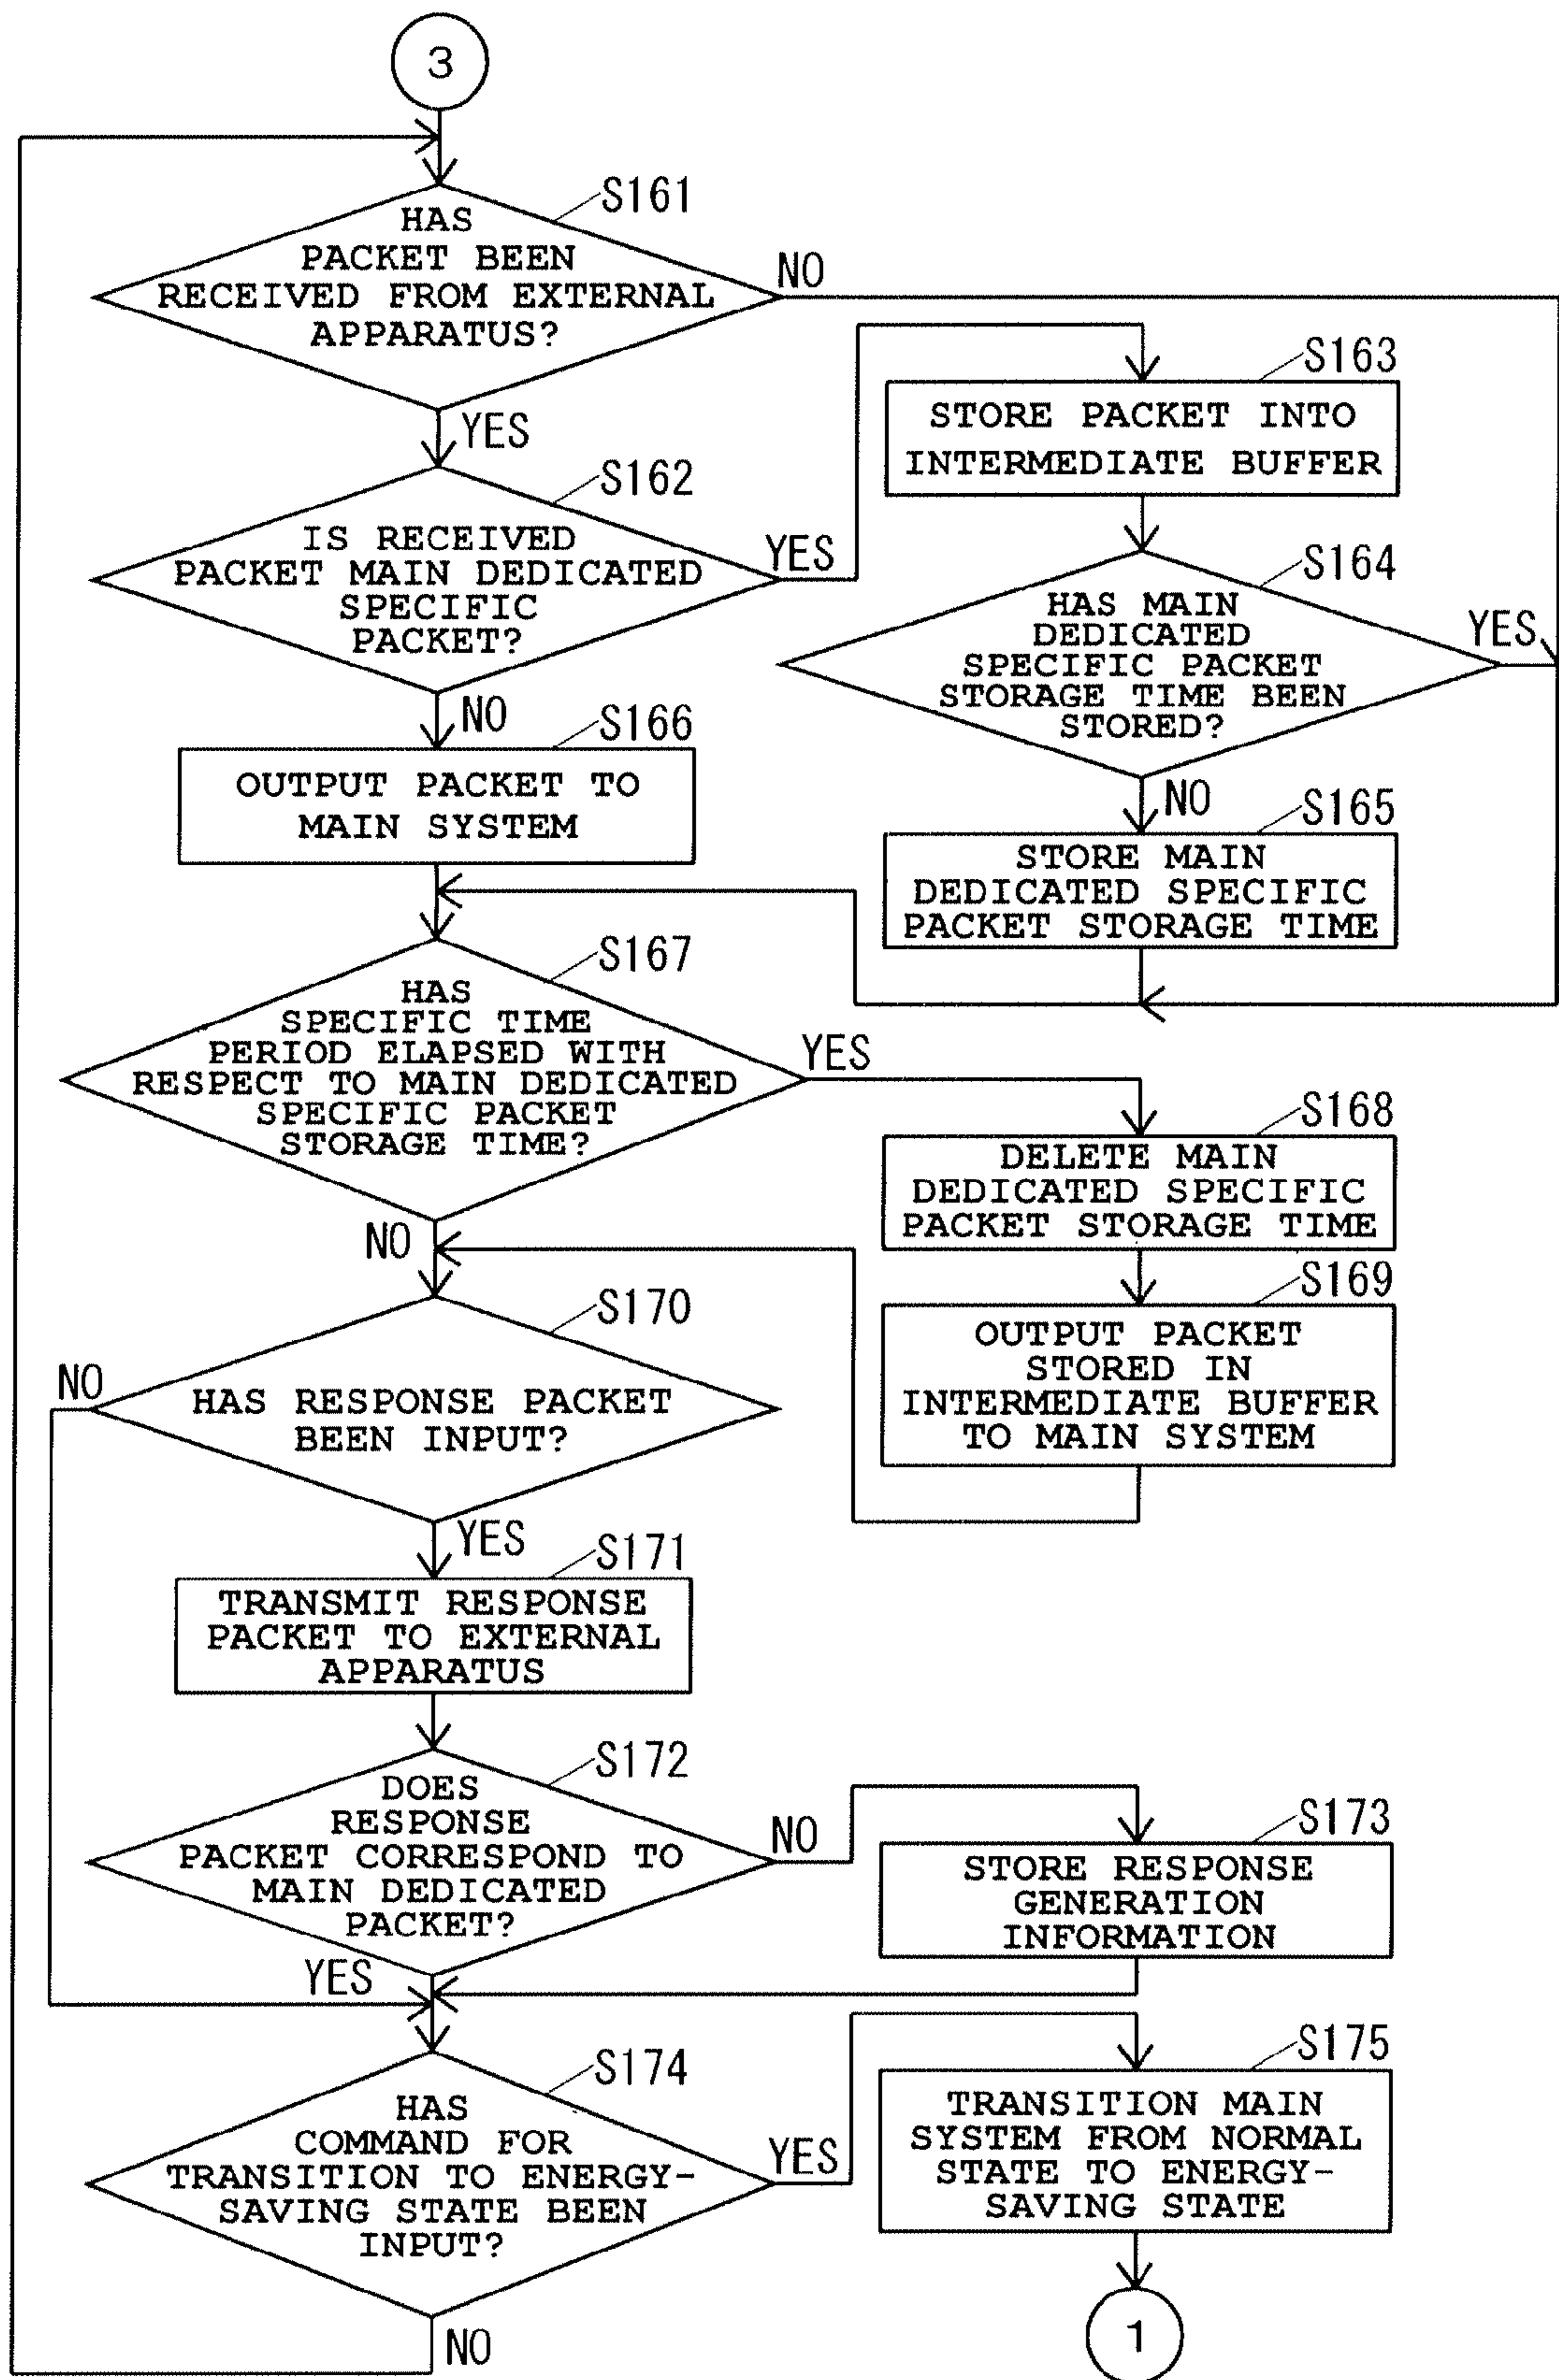 3
S161
HAS
PACKET BEEN
RECEIVED FROM EXTERNAL
APPARATUS?
NO
YES
S162
IS RECEIVED
PACKET MAIN DEDICATED
SPECIFIC
PACKET?
YES
NO
S163
STORE PACKET INTO
INTERMEDIATE BUFFER
S164
HAS MAIN
DEDICATED
SPECIFIC PACKET
STORAGE TIME BEEN
STORED?
YES
NO
S165
STORE MAIN
DEDICATED SPECIFIC
PACKET STORAGE TIME
S166
OUTPUT PACKET TO
MAIN SYSTEM
S167
HAS
SPECIFIC TIME
PERIOD ELAPSED WITH
RESPECT TO MAIN DEDICATED
SPECIFIC PACKET
STORAGE TIME?
YES
NO
S168
DELETE MAIN
DEDICATED SPECIFIC
PACKET STORAGE TIME
S169
OUTPUT PACKET
STORED IN
INTERMEDIATE BUFFER
TO MAIN SYSTEM
S170
HAS RESPONSE PACKET
BEEN INPUT?
NO
YES
S171
TRANSMIT RESPONSE
PACKET TO EXTERNAL
APPARATUS
S172
DOES
RESPONSE
PACKET CORRESPOND TO
MAIN DEDICATED
PACKET?
NO
YES
S173
STORE RESPONSE
GENERATION
INFORMATION
S174
HAS
COMMAND FOR
TRANSITION TO ENERGY-
SAVING STATE BEEN
INPUT?
YES
NO
S175
TRANSITION MAIN
SYSTEM FROM NORMAL
STATE TO ENERGY-
SAVING STATE
1